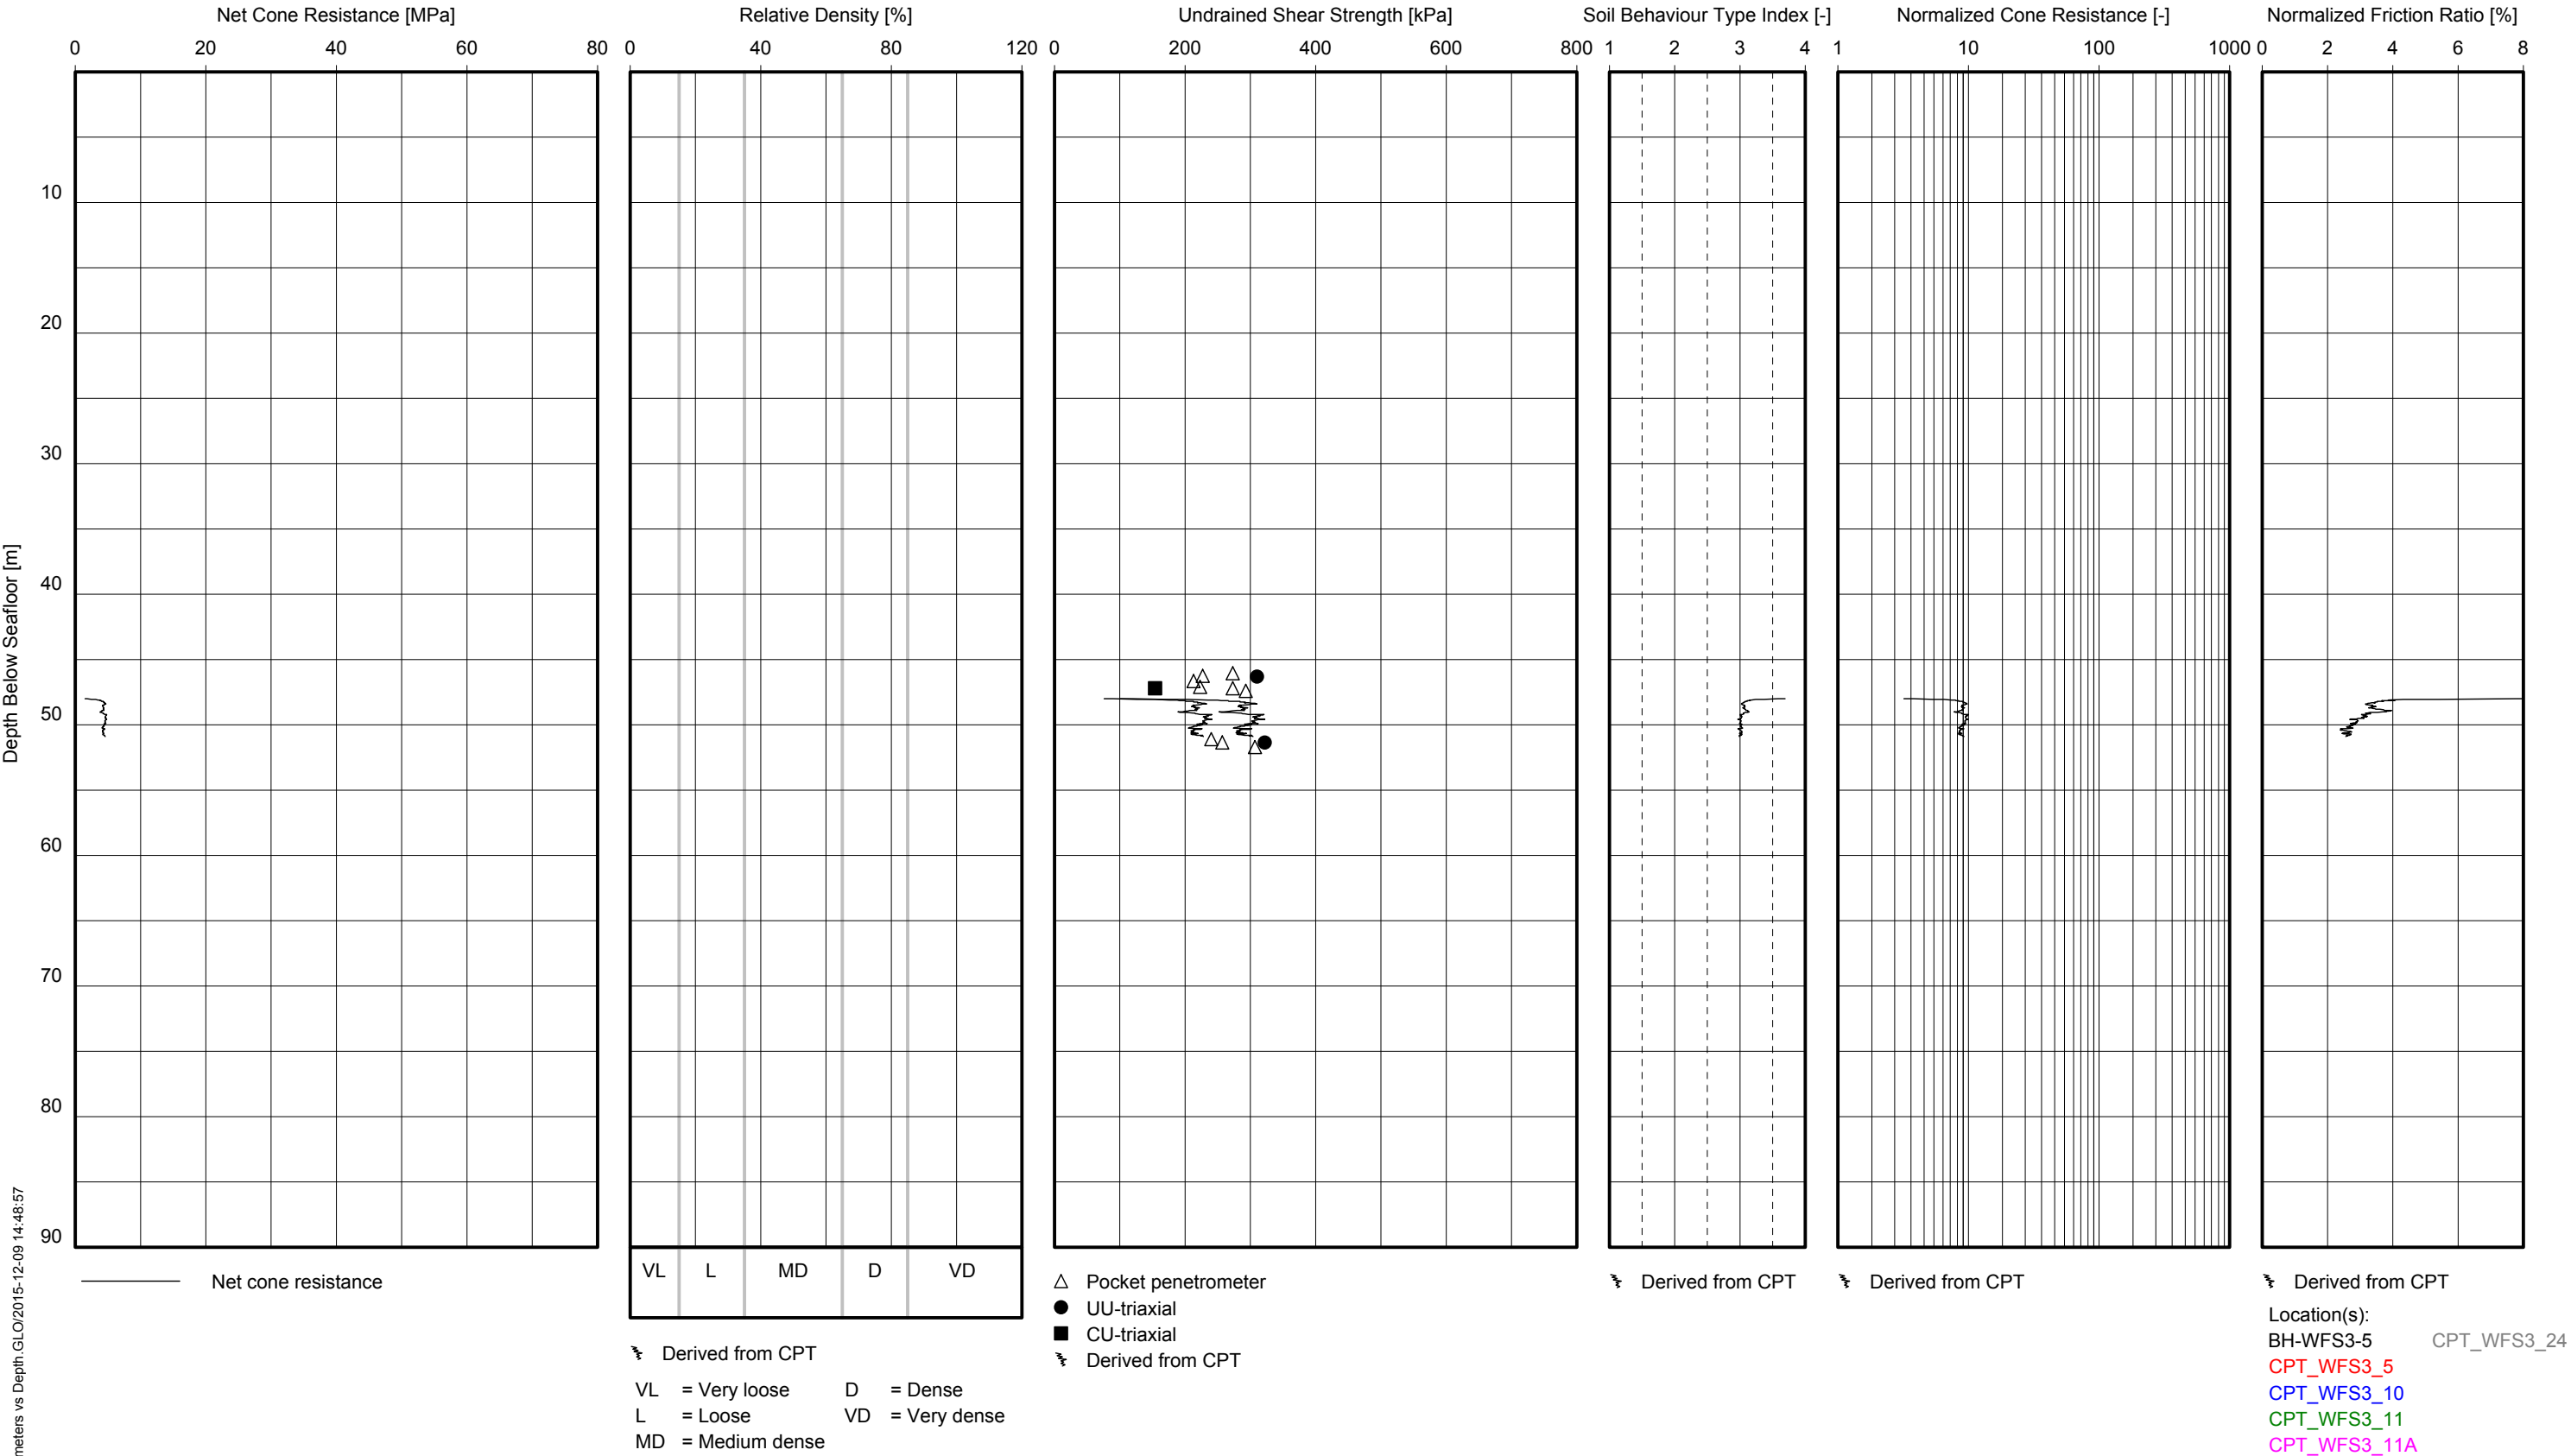 Net Cone Resistance [MPa]
Relative Density [%]
Undrained Shear Strength [kPa]
Soil Behaviour Type Index [-]
Normalized Cone Resistance [-]
Normalized Friction Ratio [%]
0 20 40 60 80
0 40 80 120
0 200 400 600 800
1 2 3 4
1 10 100 1000
0 2 4 6 8
Depth Below Seafloor [m]
10
20
30
40
50
60
70
80
90
Net cone resistance
VL L MD D VD
Derived from CPT
VL = Very loose D = Dense
L = Loose VD = Very dense
MD = Medium dense
Pocket penetrometer
UU-triaxial
CU-triaxial
Derived from CPT
Derived from CPT
Derived from CPT
Derived from CPT
Location(s):
BH-WFS3-5 CPT_WFS3_24
CPT_WFS3_5
CPT_WFS3_10
CPT_WFS3_11
CPT_WFS3_11A
meters vs Depth.GLO/2015-12-09 14:48:57